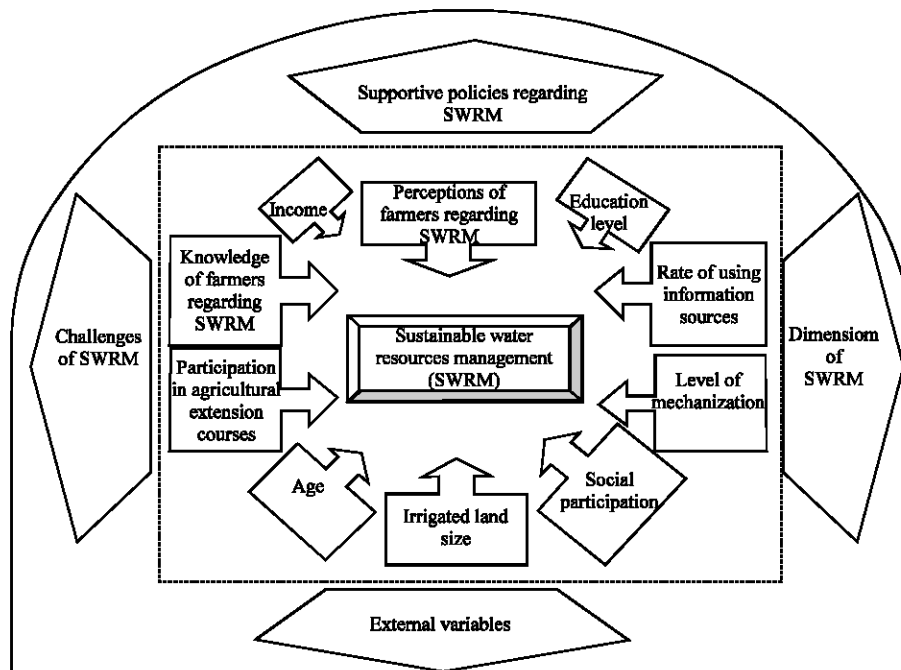 Supportive policies regarding
SWRM
Income
Perceptions of
farmers regarding
SWRM
Education
level
Knowledge
of farmers
regarding
SWRM
Rate of using
information
sources
Challenges
of SWRM
Sustainable water
resources management
(SWRM)
Dimensiom
of
SWRM
Participation
in agricultural
extension
courses
Level of
mechanization
Age
Irrigated land
size
Social
participation
External variables